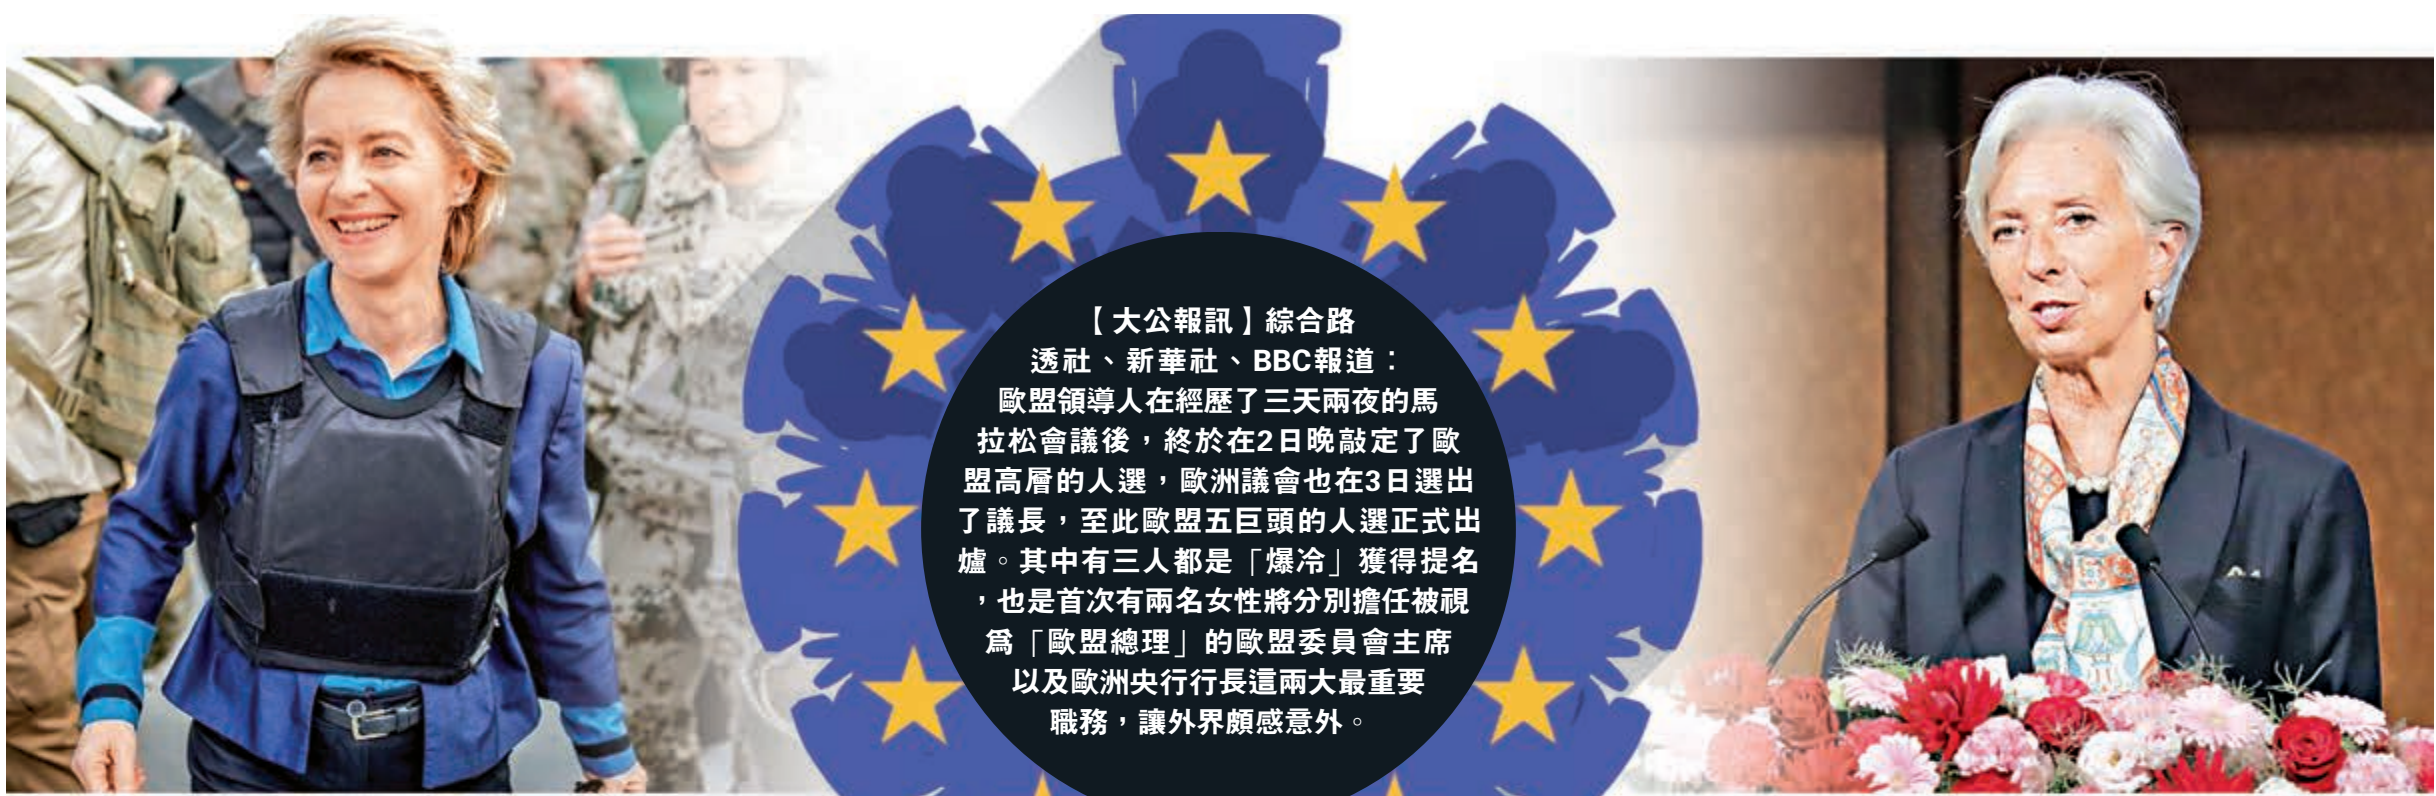 【大公報訊】綜合路
透社、新華社、BBC報道：
歐盟領導人在經歷了三天兩夜的馬
拉松會議後，終於在2日晚敲定了歐
盟高層的人選，歐洲議會也在3日選出
了議長，至此歐盟五巨頭的人選正式出
爐。其中有三人都是「爆冷」獲得提名
，也是首次有兩名女性將分別擔任被視
爲「歐盟總理」的歐盟委員會主席
以及歐洲央行行長這兩大最重要
職務，讓外界頗感意外。